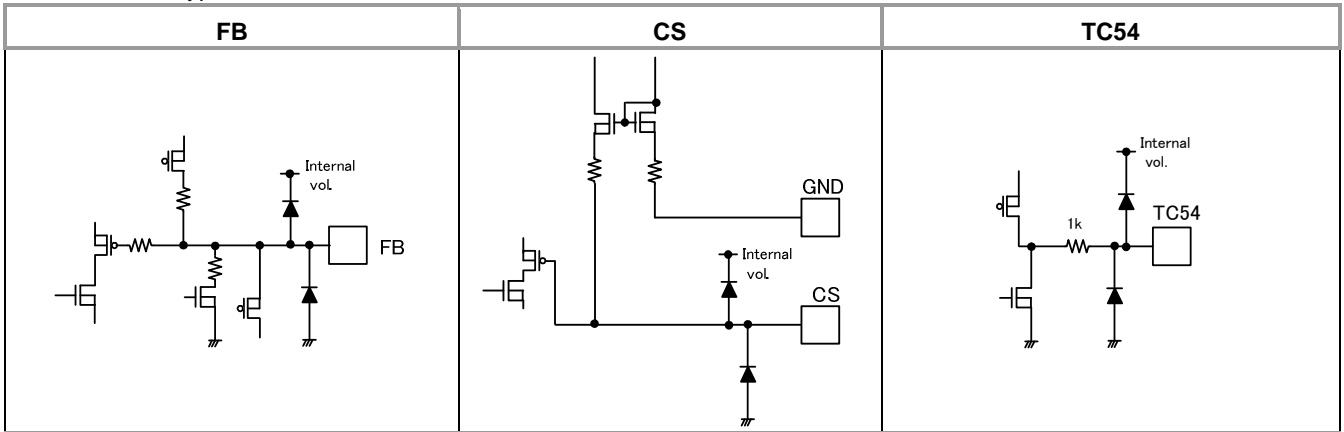 FB
CS
TC54
Internal
vol.
FB
GND
Internal
vol.
CS
Internal
vol.
1k
TC54